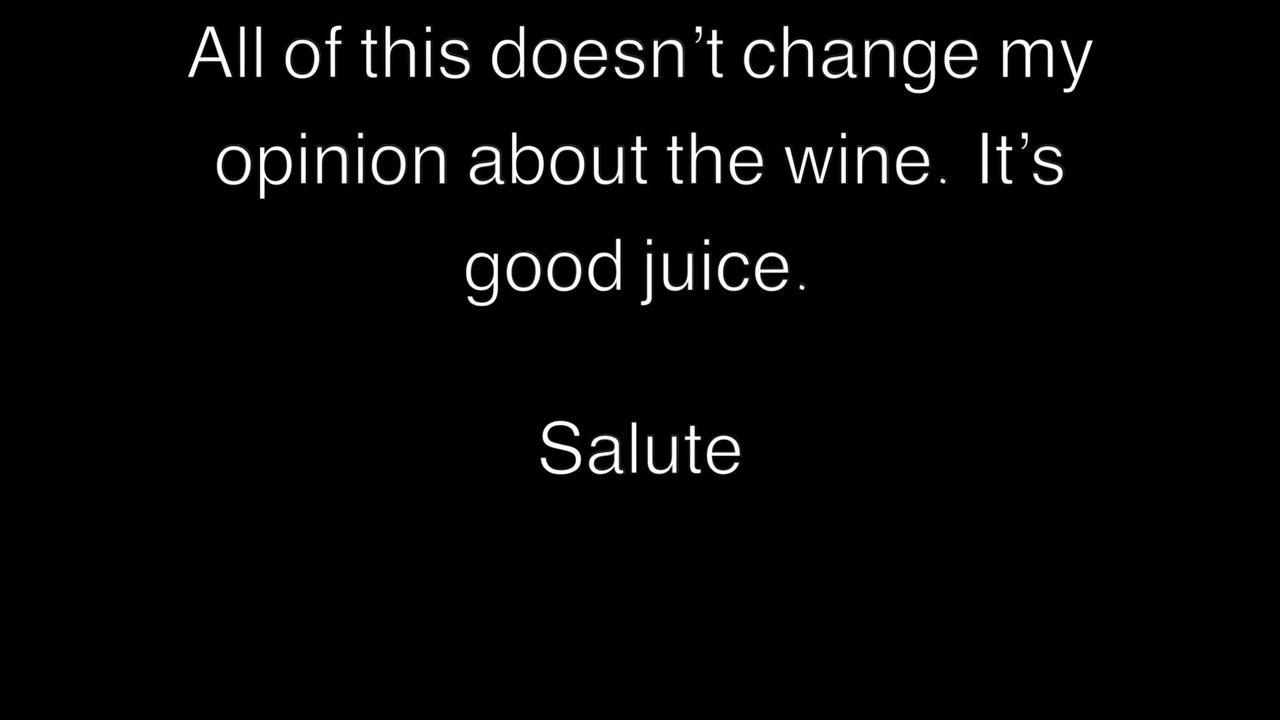 All of this doesn’t change my
opinion about the wine.  It’s
good juice.
Salute